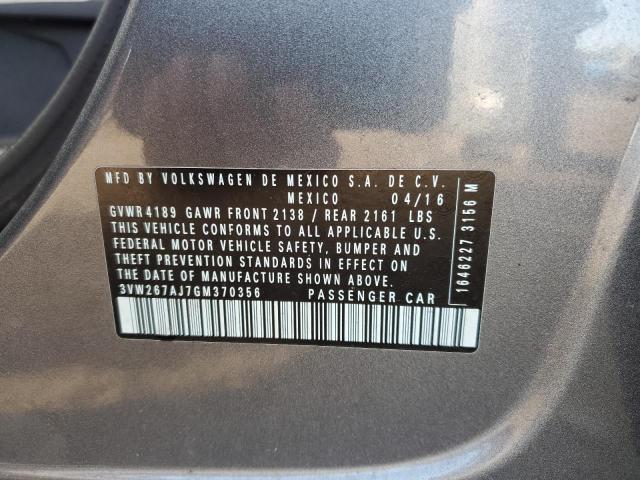 MFD BY VOLKSWAGEN DE MEXICO S.A. DE C.V.
MEXICO 04/16
GVWR 4189 GAWR FRONT 2138 / REAR 2161 LBS
THIS VEHICLE CONFORMS TO ALL APPLICABLE U.S.
FEDERAL MOTOR VEHICLE SAFETY, BUMPER AND
THEFT PREVENTION STANDARDS IN EFFECT ON
THE DATE OF MANUFACTURE SHOWN ABOVE.
3VW267AJ7GM370356 PASSENGER CAR
1646227 3156 M